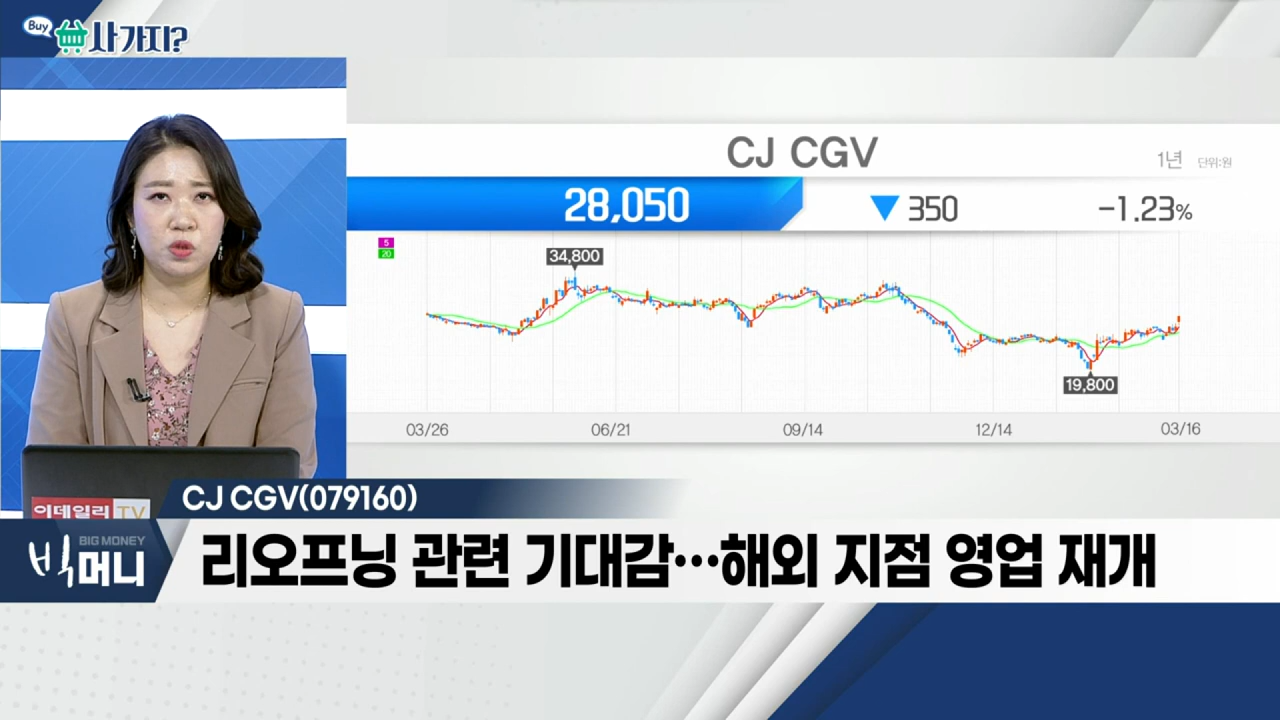 Buy
사가지?
CJ CGV
1년 단위:원
28,050 ▼ 350 -1.23%
5
20
34,800
19,800
03/26 06/21 09/14 12/14 03/16
CJ CGV(079160)
이데일리 TV
BIG MONEY
빅머니
리오프닝 관련 기대감…해외 지점 영업 재개